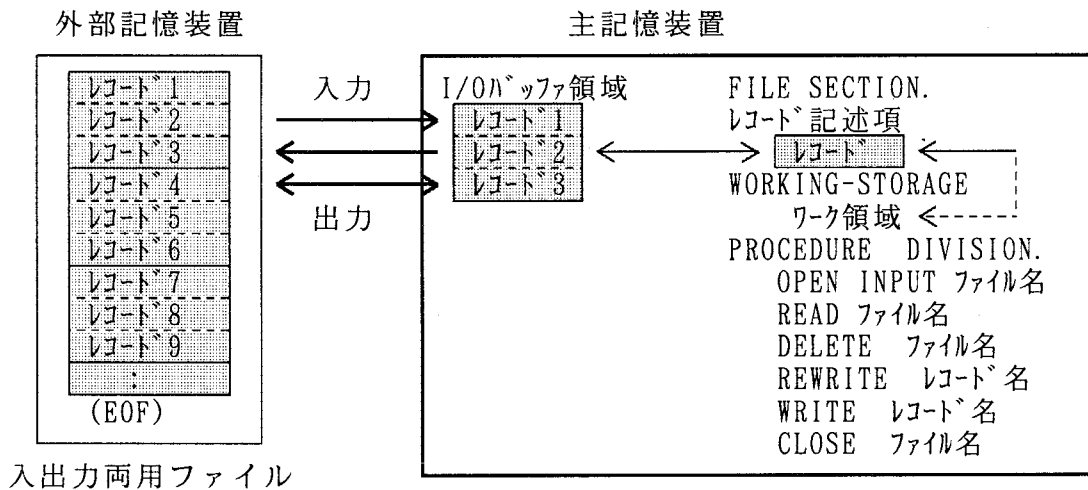 外部記憶装置
主記憶装置
レコード1
レコード2
レコード3
レコード4
レコード5
レコード6
レコード7
レコード8
レコード9
:
(EOF)
入出力両用ファイル
入力
出力
I/Oバッファ領域
レコード1
レコード2
レコード3
FILE SECTION.
レコード記述項
レコード
WORKING-STORAGE
ワーク領域
PROCEDURE DIVISION.
OPEN INPUT ファイル名
READ ファイル名
DELETE ファイル名
REWRITE レコード名
WRITE レコード名
CLOSE ファイル名